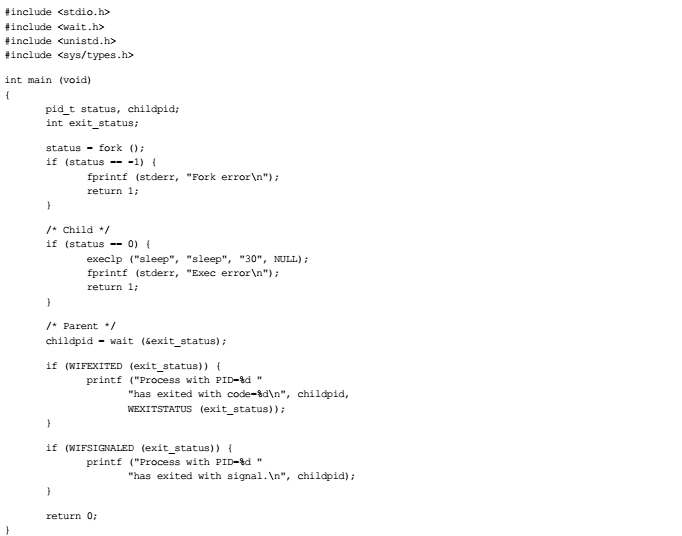 #include <stdio.h>
#include <wait.h>
#include <unistd.h>
#include <sys/types.h>

int main (void)
{
        pid_t status, childpid;
        int exit_status;

        status = fork ();
        if (status == -1) {
                fprintf (stderr, "Fork error\n");
                return 1;
        }

        /* Child */
        if (status == 0) {
                execlp ("sleep", "sleep", "30", NULL);
                fprintf (stderr, "Exec error\n");
                return 1;
        }

        /* Parent */
        childpid = wait (&exit_status);

        if (WIFEXITED (exit_status)) {
                printf ("Process with PID=%d "
                        "has exited with code=%d\n", childpid,
                        WEXITSTATUS (exit_status));
        }

        if (WIFSIGNALED (exit_status)) {
                printf ("Process with PID=%d "
                        "has exited with signal.\n", childpid);
        }

        return 0;
}